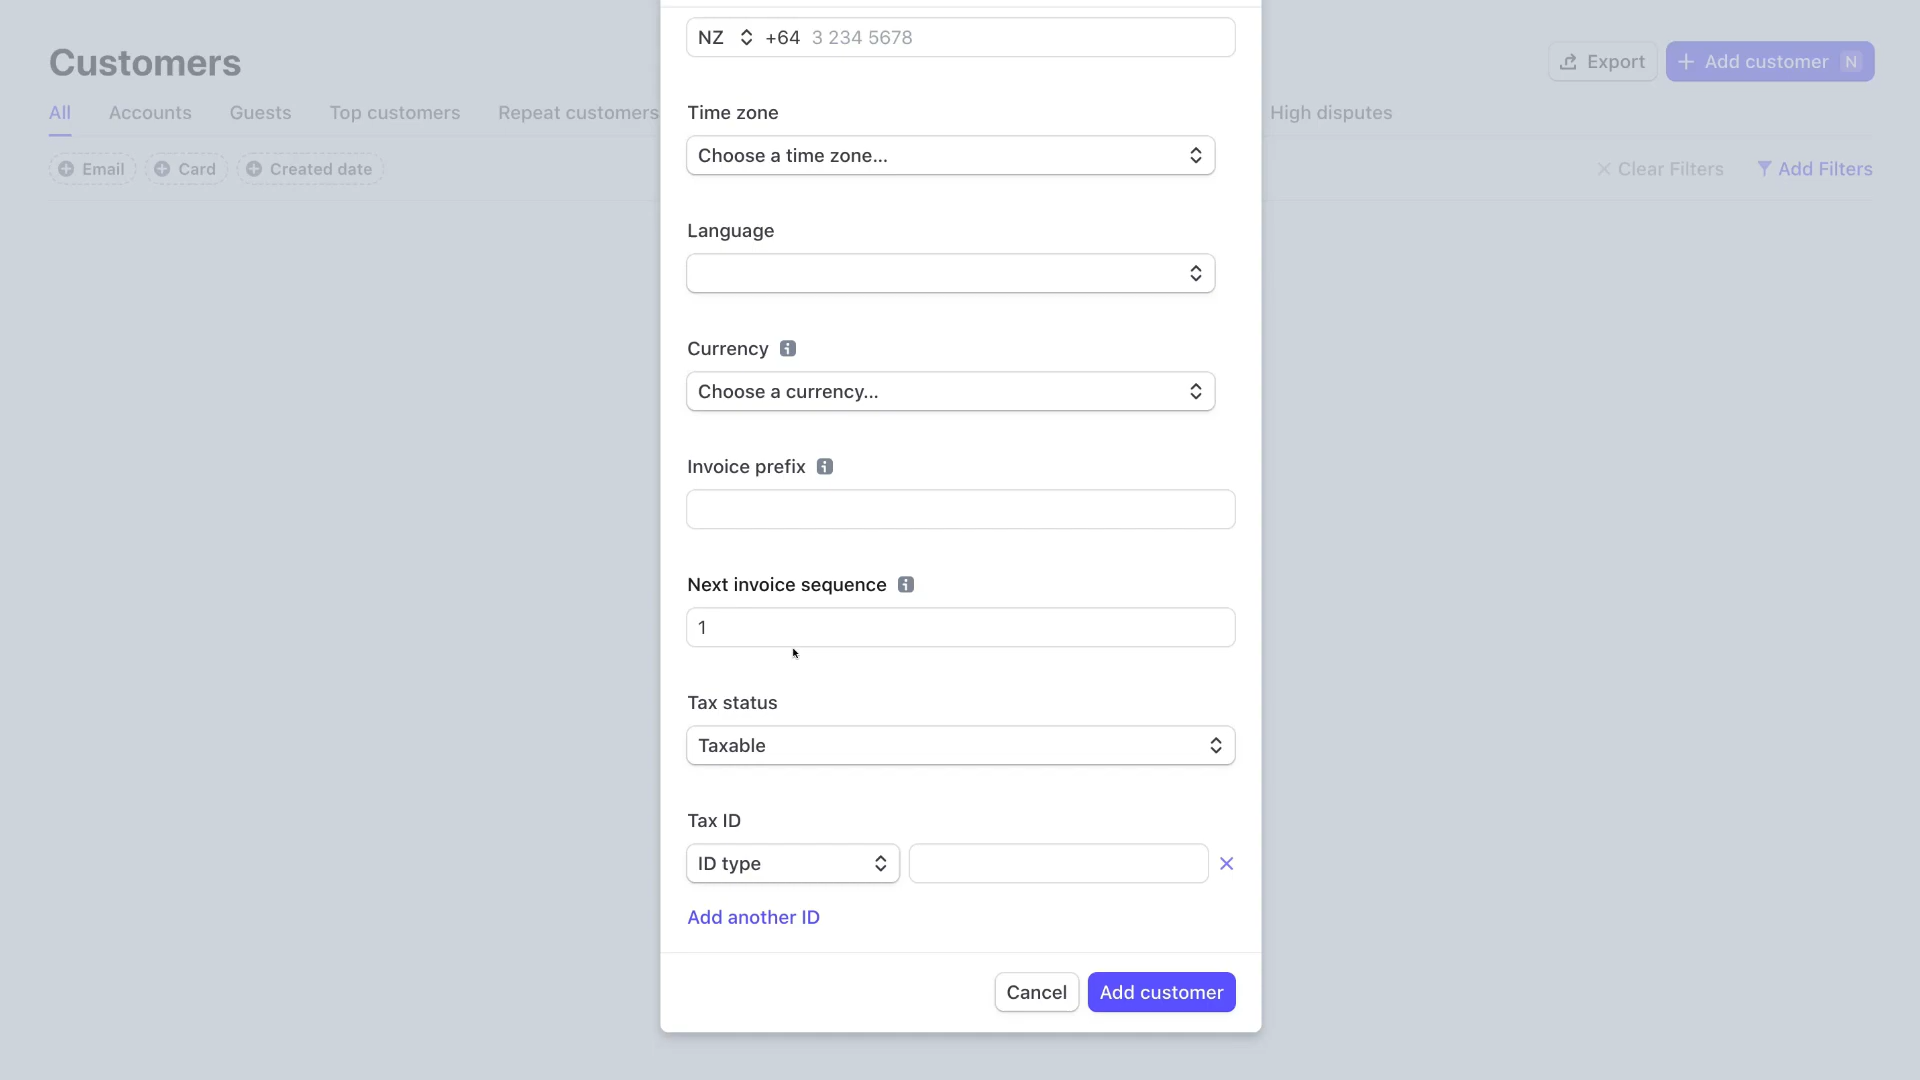 Customers
Export
Add customer N
All Accounts Guests Top customers Repeat customers High disputes
Email Card Created date
Clear Filters Add Filters
NZ +64 3 234 5678
Time zone
Choose a time zone...
Language
Currency
Choose a currency...
Invoice prefix
Next invoice sequence
1
Tax status
Taxable
Tax ID
ID type
Add another ID
Cancel Add customer